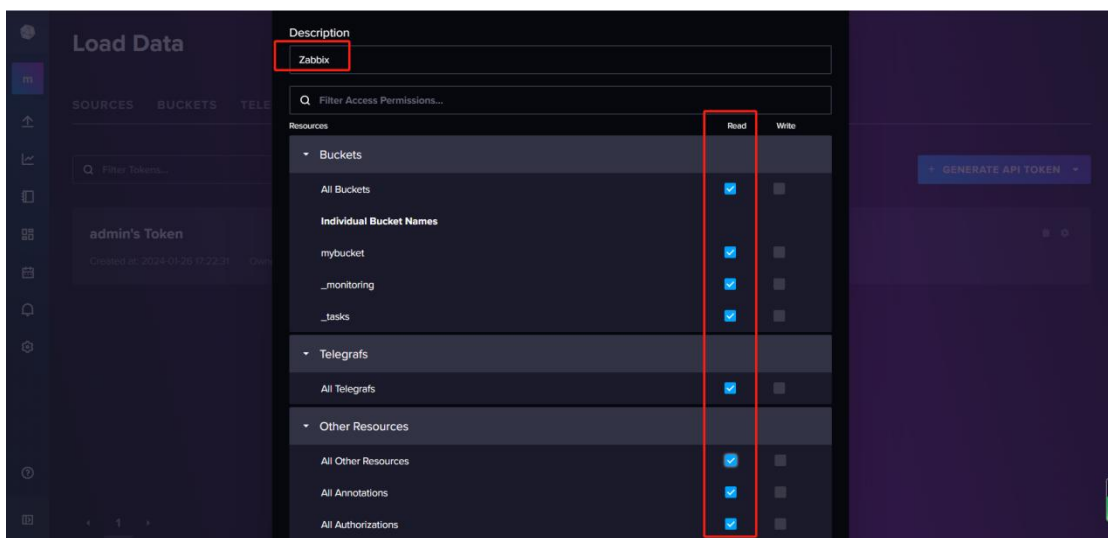 Load Data
m
SOURCES BUCKETS TELE
Filter Tokens...
+ GENERATE API TOKEN
admin's Token
Created at: 2024-01-26 17:22:31
1
Description
Zabbix
Filter Access Permissions...
Resources Read Write
Buckets
All Buckets
Individual Bucket Names
mybucket
_monitoring
_tasks
Telegrafs
All Telegrafs
Other Resources
All Other Resources
All Annotations
All Authorizations